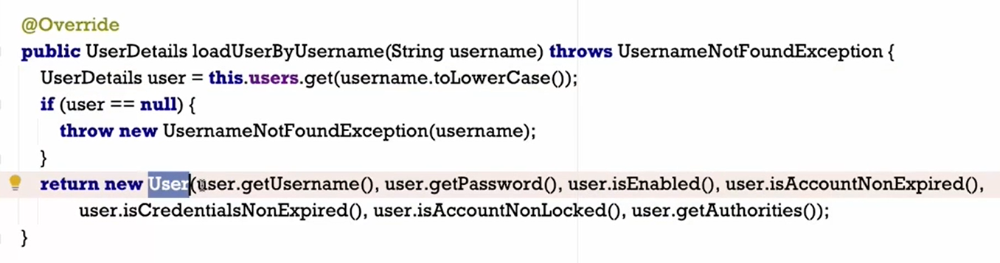 @Override
public UserDetails loadUserByUsername(String username) throws UsernameNotFoundException {
UserDetails user = this.users.get(username.toLowerCase());
if (user == null) {
throw new UsernameNotFoundException(username);
}
return new User(user.getUsername(), user.getPassword(), user.isEnabled(), user.isAccountNonExpired(),
user.isCredentialsNonExpired(), user.isAccountNonLocked(), user.getAuthorities());
}